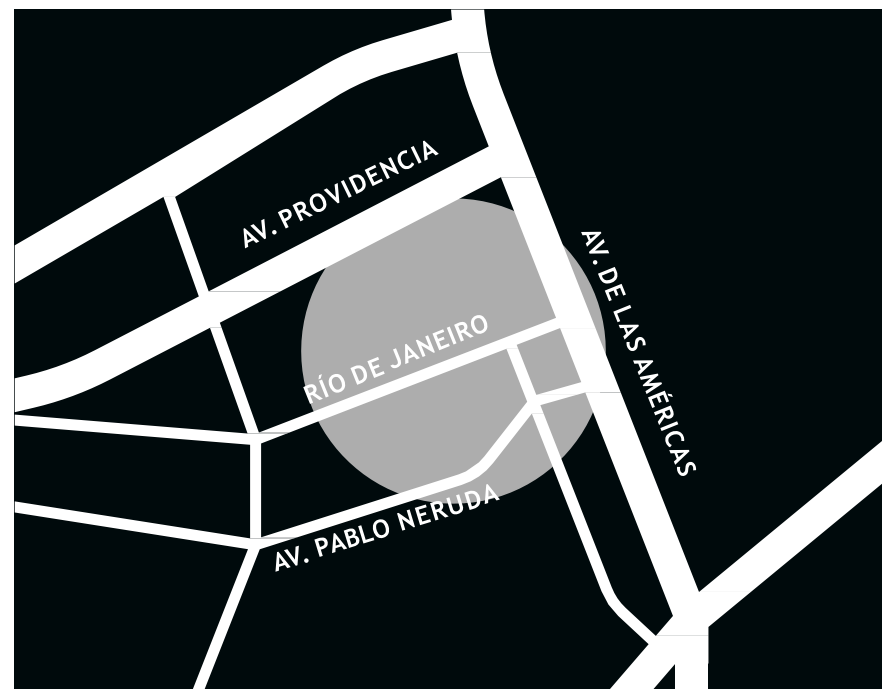 AV. PROVIDENCIA
AV. DE LAS AMÉRICAS
RÍO DE JANEIRO
AV. PABLO NERUDA